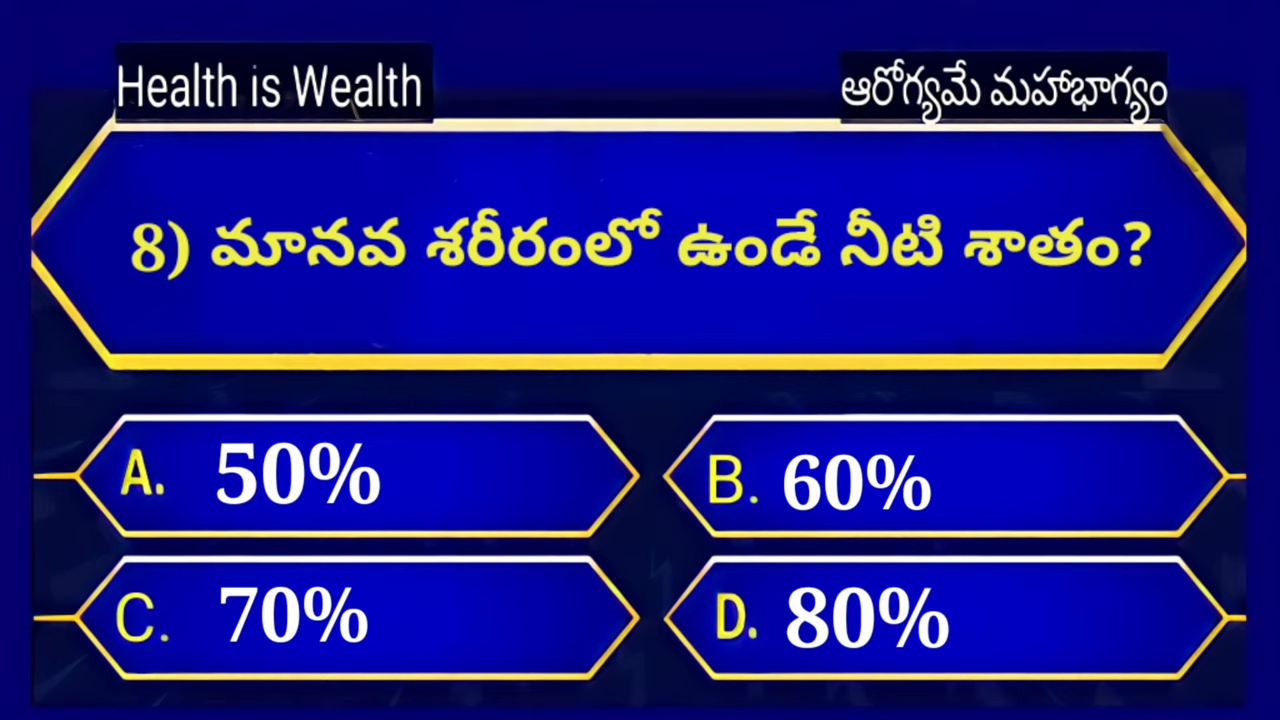 Health is Wealth
ఆరోగ్యమే మహాభాగ్యం
8) మానవ శరీరంలో ఉండే నీటి శాతం?
A. 50%
B. 60%
C. 70%
D. 80%